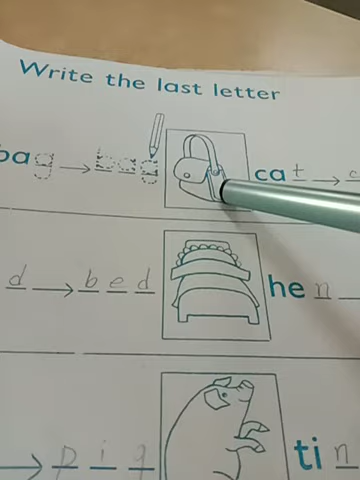 Write the last letter
bag → bag cat → c
d → bed hen
→ pig tin